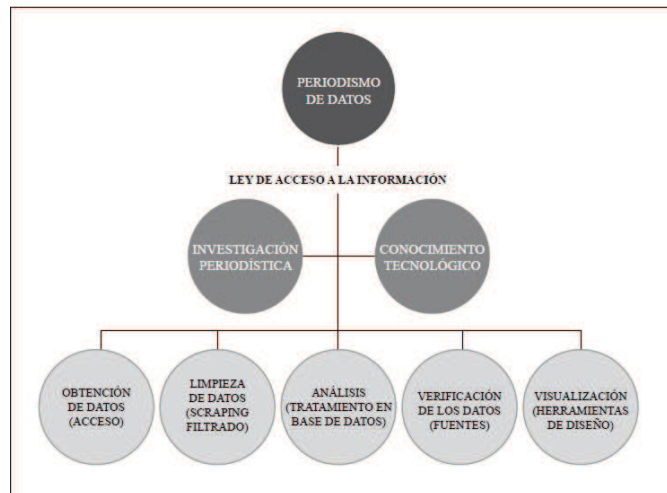 PERIODISMO
DE DATOS
LEY DE ACCESO A LA INFORMACIÓN
INVESTIGACIÓN
PERIODÍSTICA
CONOCIMIENTO
TECNOLÓGICO
OBTENCIÓN
DE DATOS
(ACCESO)
LIMPIEZA
DE DATOS
(SCRAPING
FILTRADO)
ANÁLISIS
(TRATAMIENTO EN
BASE DE DATOS)
VERIFICACIÓN
DE LOS DATOS
(FUENTES)
VISUALIZACIÓN
(HERRAMIENTAS
DE DISEÑO)